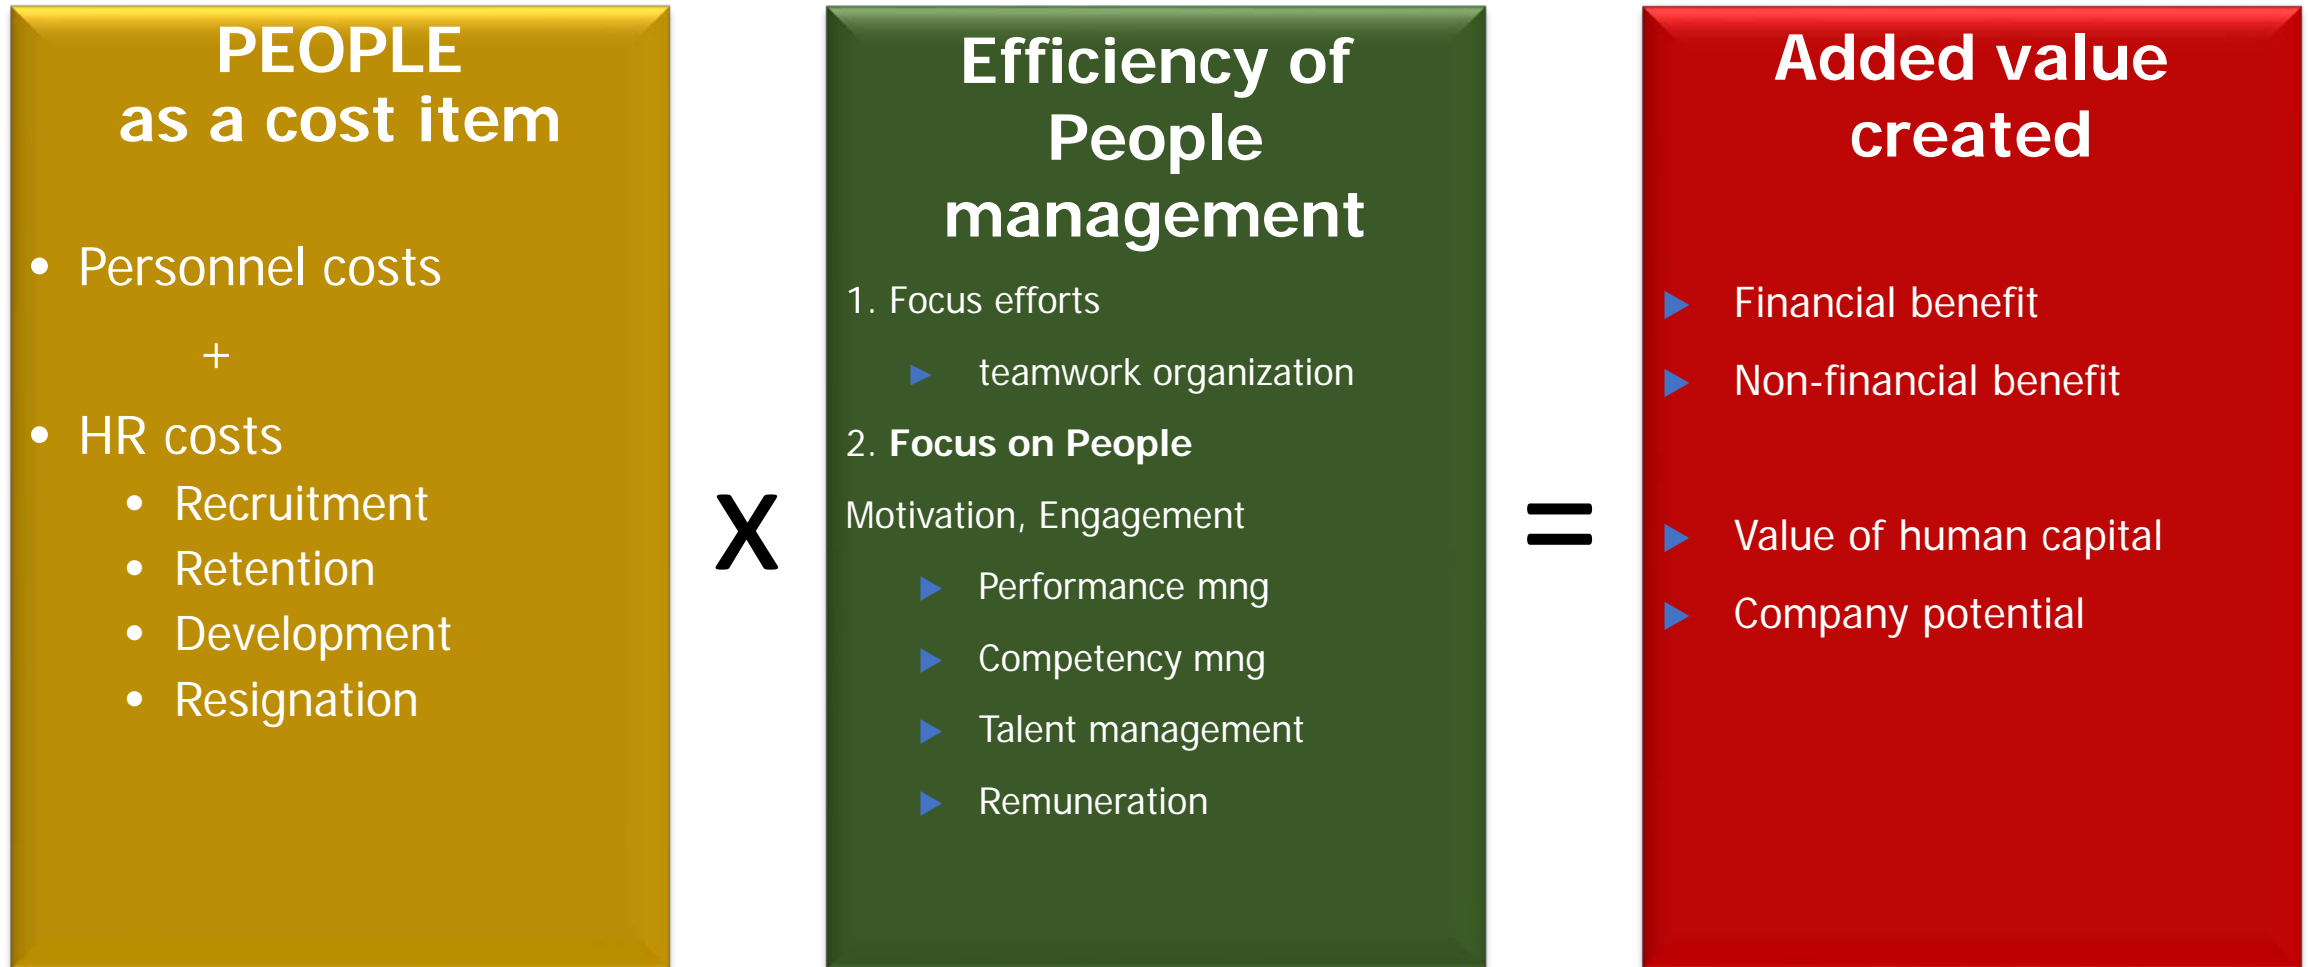 PEOPLE
as a cost item
• Personnel costs
+
• HR costs
• Recruitment
• Retention
• Development
• Resignation
x
Efficiency of
People
management
1. Focus efforts
► teamwork organization
2. Focus on People
Motivation, Engagement
► Performance mng
► Competency mng
► Talent management
► Remuneration
=
Added value
created
► Financial benefit
► Non-financial benefit
► Value of human capital
► Company potential